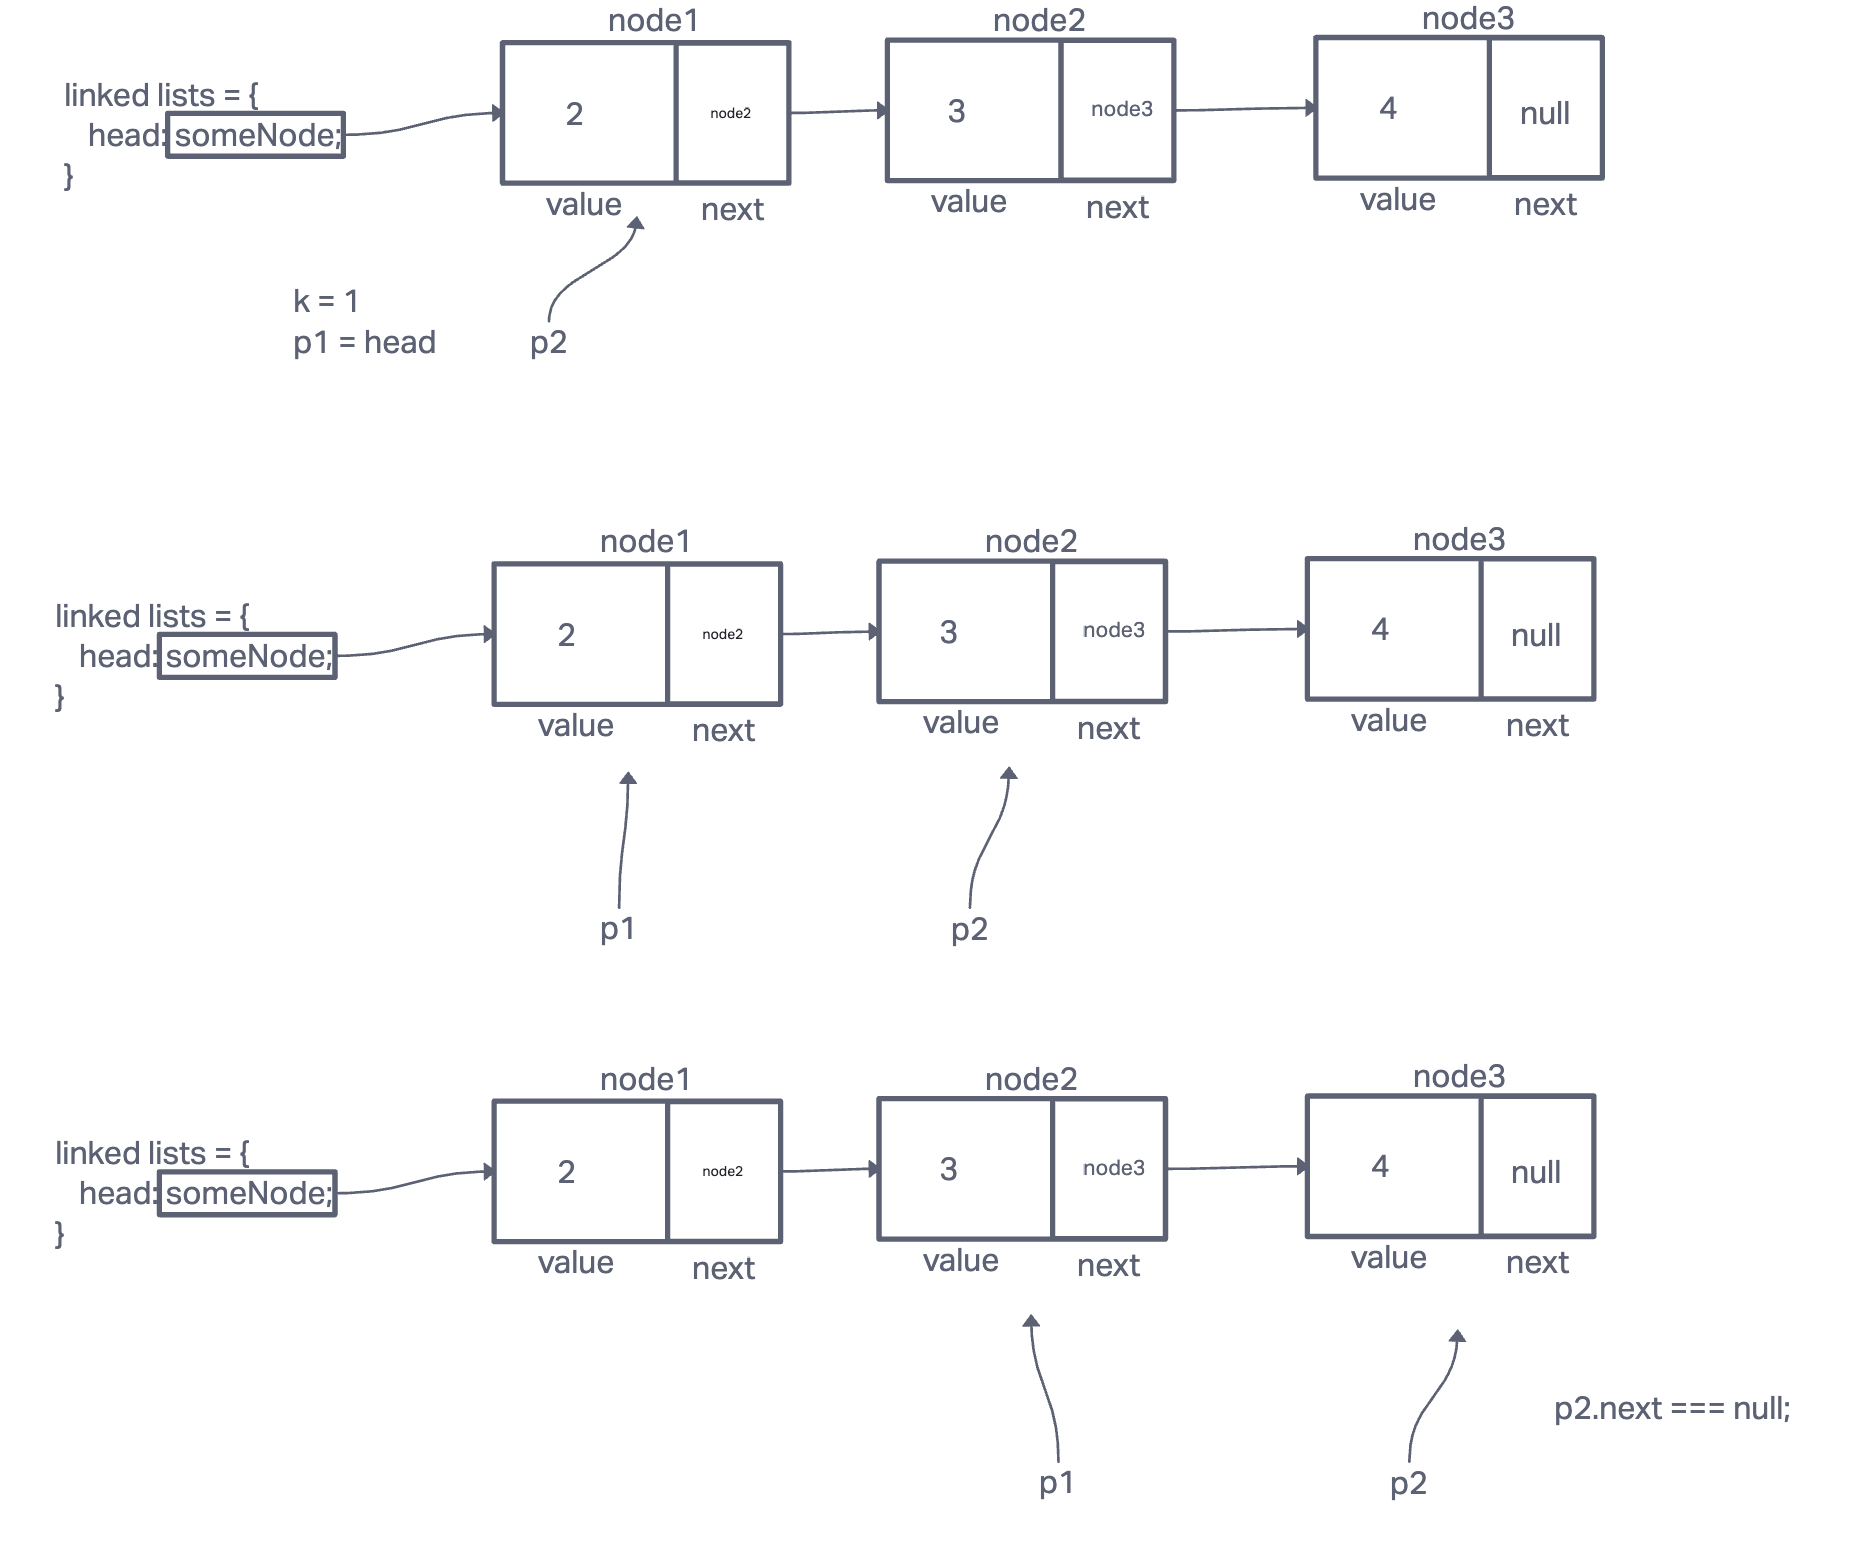 node1 node2 node3
linked lists = {
head: someNode;
}
2 node2 3 node3 4 null
value next value next value next
k = 1
p1 = head
p2
node1 node2 node3
linked lists = {
head: someNode;
}
2 node2 3 node3 4 null
value next value next value next
p1 p2
node1 node2 node3
linked lists = {
head: someNode;
}
2 node2 3 node3 4 null
value next value next value next
p2.next === null;
p1 p2